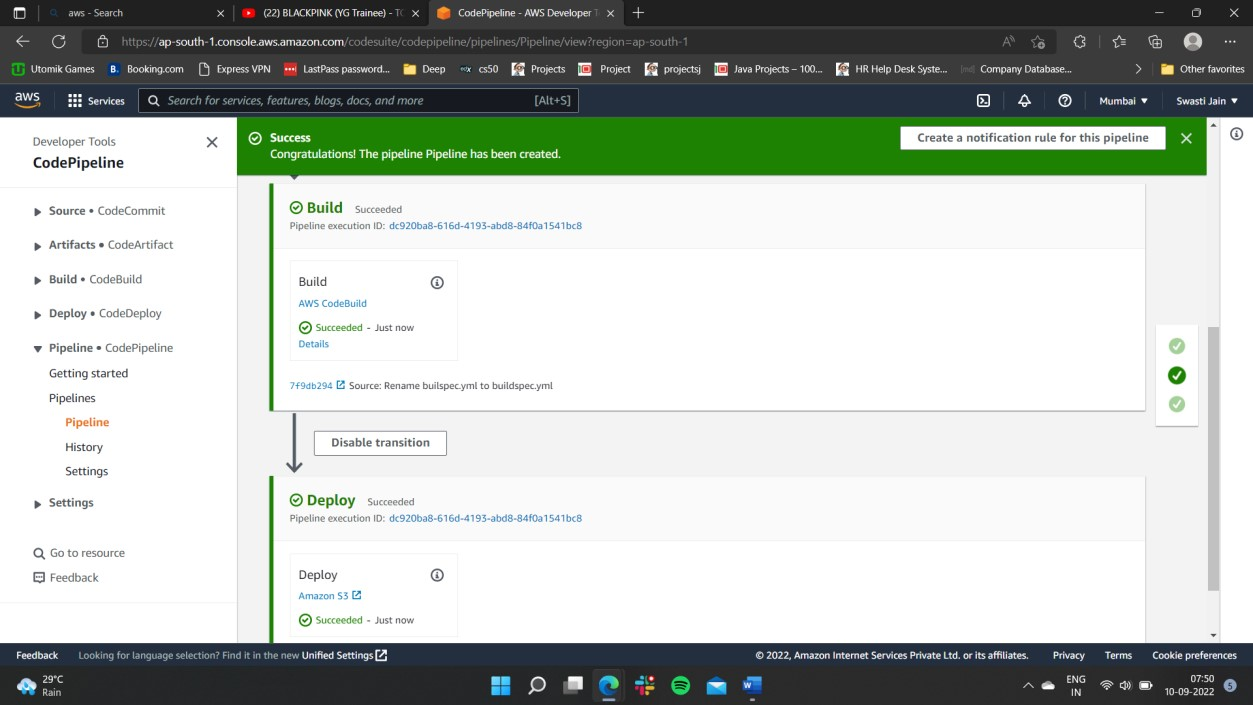 aws - Search
(22) BLACKPINK (YG Trainee) - TC
CodePipeline - AWS Developer T
https://ap-south-1.console.aws.amazon.com/codesuite/codepipeline/pipelines/Pipeline/view?region=ap-south-1
Utomik Games
Booking.com
Express VPN
LastPass password...
Deep
cs50
Projects
Project
projectsj
Java Projects – 100...
HR Help Desk Syste...
Company Database...
Other favorites
aws
Services
Search for services, features, blogs, docs, and more
[Alt+S]
Mumbai
Swasti Jain
Developer Tools
CodePipeline
Source • CodeCommit
Artifacts • CodeArtifact
Build • CodeBuild
Deploy • CodeDeploy
Pipeline • CodePipeline
Getting started
Pipelines
Pipeline
History
Settings
Settings
Go to resource
Feedback
Success
Congratulations! The pipeline Pipeline has been created.
Create a notification rule for this pipeline
Build Succeeded
Pipeline execution ID: dc920ba8-616d-4193-abd8-84f0a1541bc8
Build
AWS CodeBuild
Succeeded - Just now
Details
7f9db294 Source: Rename builspec.yml to buildspec.yml
Disable transition
Deploy Succeeded
Pipeline execution ID: dc920ba8-616d-4193-abd8-84f0a1541bc8
Deploy
Amazon S3
Succeeded - Just now
Feedback
Looking for language selection? Find it in the new Unified Settings
© 2022, Amazon Internet Services Private Ltd. or its affiliates.
Privacy
Terms
Cookie preferences
29°C
Rain
W
ENG
IN
07:50
10-09-2022
5